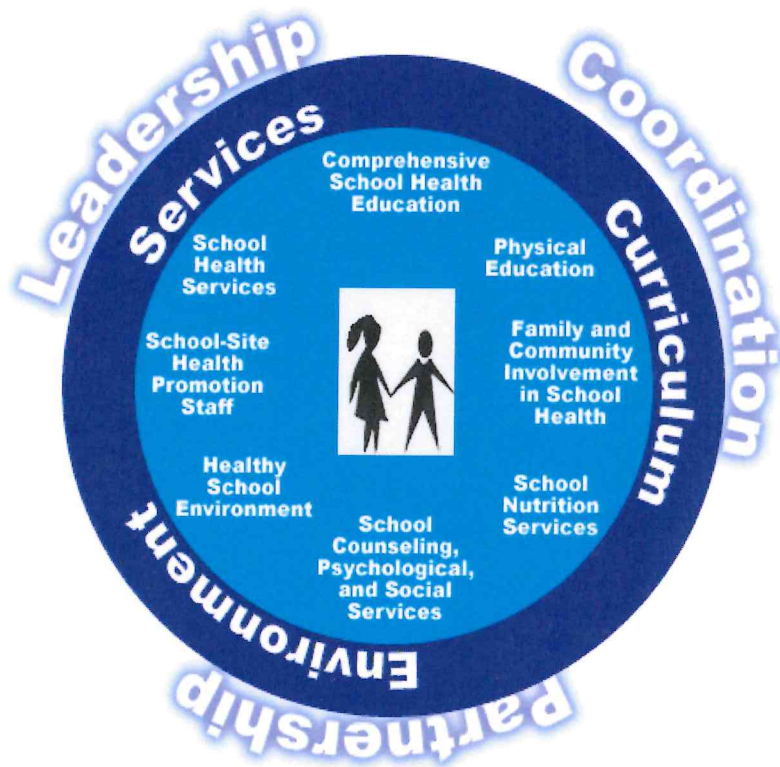 Leadership
Coordination
Services
Curriculum
Comprehensive
School Health
Education
Physical
Education
Family and
Community
Involvement
in School
Health
School
Nutrition
Services
School
Counseling,
Psychological,
and Social
Services
Healthy
School
Environment
School-Site
Health
Promotion
Staff
School
Health
Services
Environment
Partnership